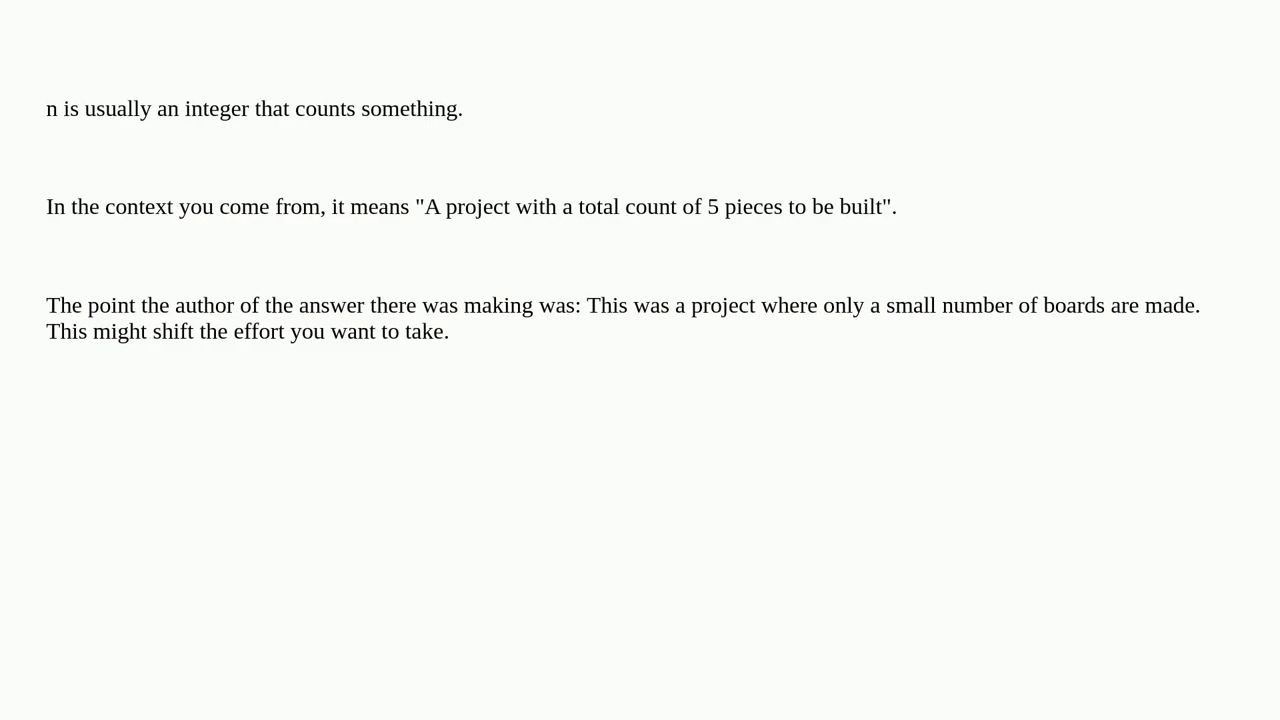 n is usually an integer that counts something.
In the context you come from, it means "A project with a total count of 5 pieces to be built".
The point the author of the answer there was making was: This was a project where only a small number of boards are made.
This might shift the effort you want to take.